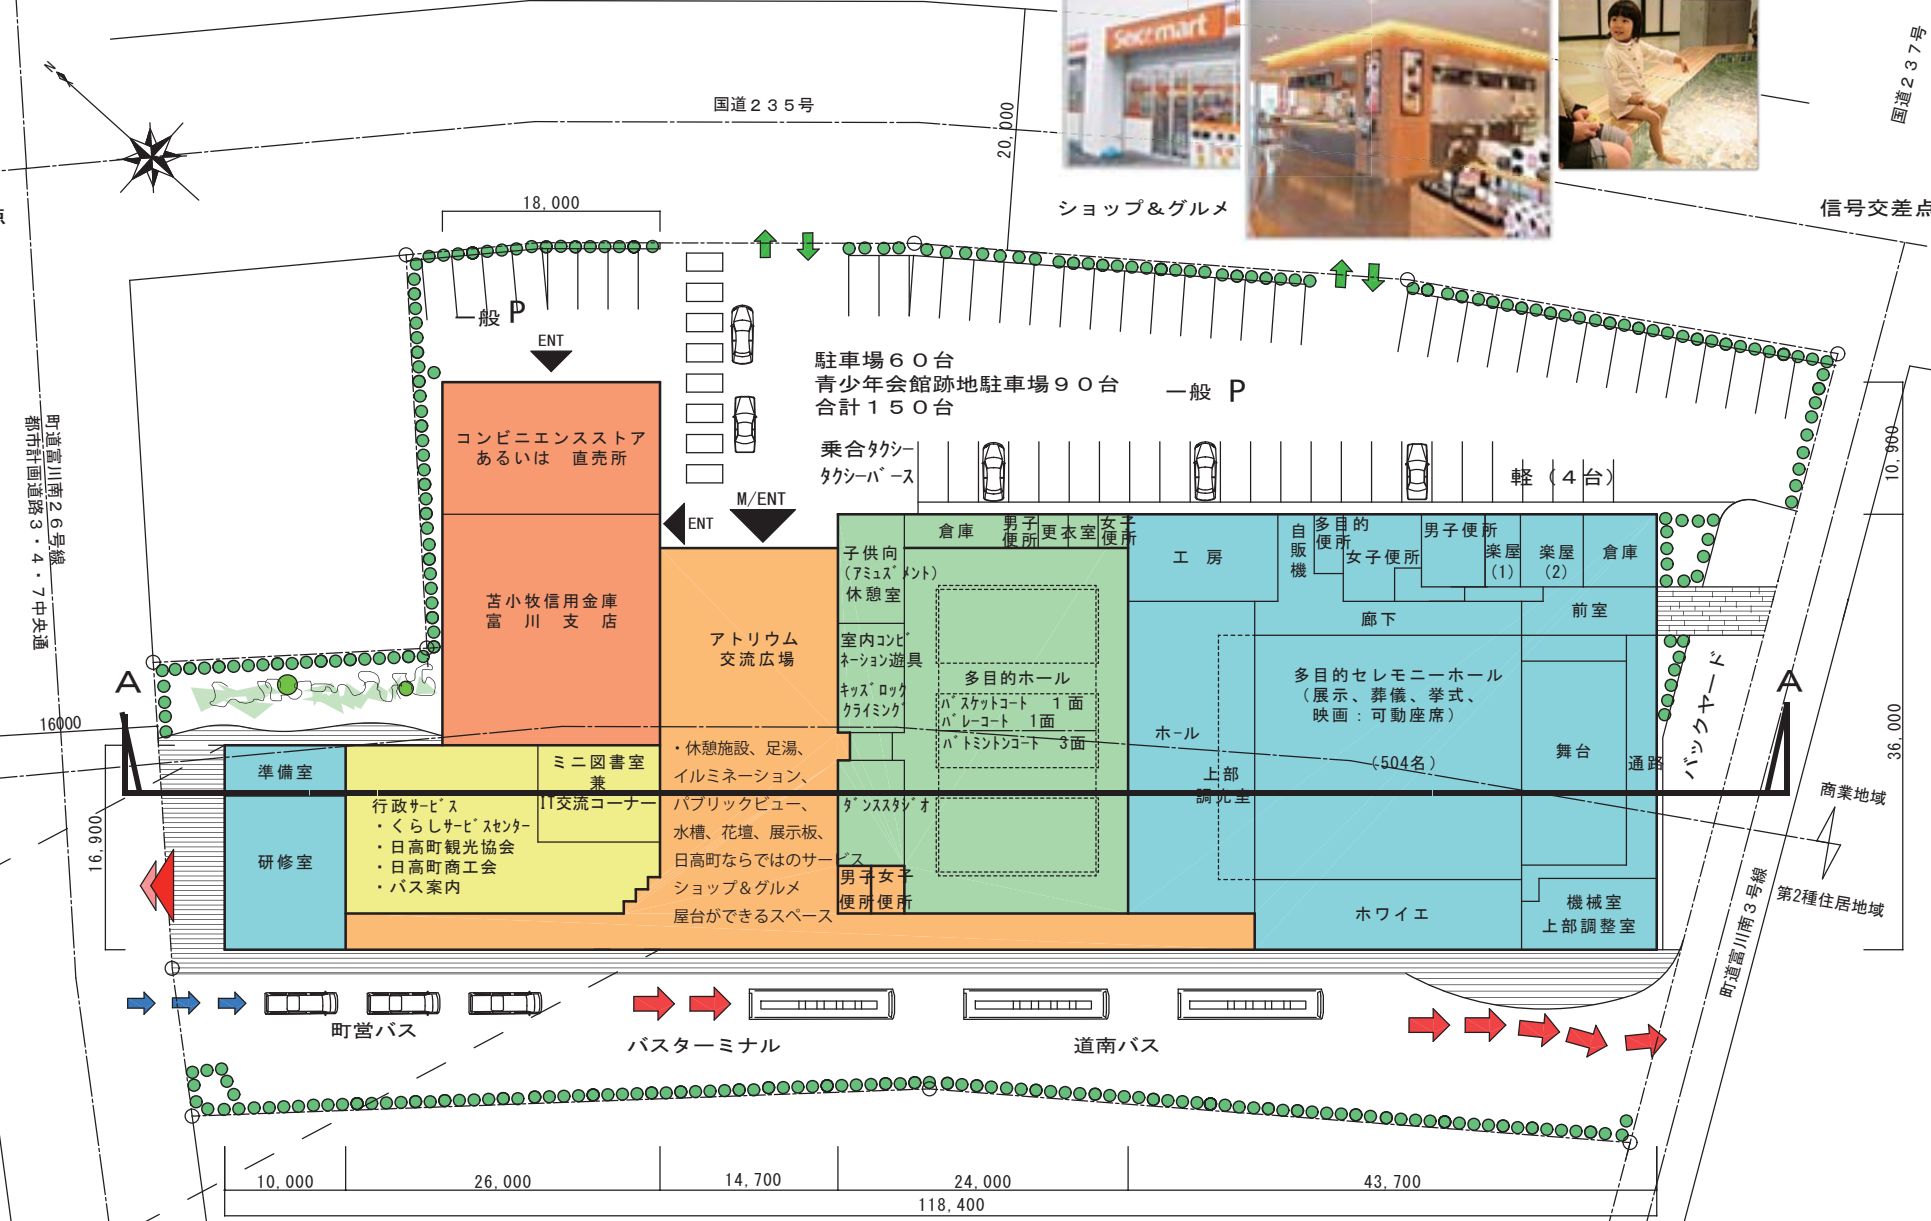 国道237号
国道235号
20,000
Seicomart
ショップ＆グルメ
信号交差点
点
N
18,000
一般 P
ENT
駐車場６０台
青少年会館跡地駐車場９０台
合計１５０台
一般 P
乗合ﾀｸｼｰ
ﾀｸｼｰﾊﾞｰｽ
軽（４台）
10,900
町道富川南２６号線
都市計画道路３・４・７中央通
コンビニエンスストア
あるいは 直売所
M/ENT
ENT
苫小牧信用金庫
富 川 支 店
アトリウム
交流広場
子供向
（ｱﾐｭｽﾞﾒﾝﾄ）
休憩室
倉庫
男子
便所
更衣室
女子
便所
工 房
自
販
機
多目的
便所
女子便所
男子便所
楽屋
(1)
楽屋
(2)
倉庫
前室
廊下
室内ｺﾝﾋﾞ
ﾈｰｼｮﾝ遊具
ｷｯｽﾞﾛｯｸ
ｸﾗｲﾐﾝｸﾞ
多目的ホール
ﾊﾞｽｹｯﾄｺｰﾄ １面
ﾊﾞﾚｰｺｰﾄ １面
ﾊﾞﾄﾐﾝﾄﾝｺｰﾄ ３面
ﾀﾞﾝｽｽﾀｼﾞｵ
男子
便所
女子
便所
ホール
上部
調光室
多目的セレモニーホール
（展示、葬儀、挙式、
映画：可動座席）
(504名)
舞台
通路
バックヤード
A
A
16000
36,000
16,900
準備室
研修室
ミニ図書室
兼
IT交流コーナー
行政サービス
・くらしｻｰﾋﾞｽｾﾝﾀｰ
・日高町観光協会
・日高町商工会
・バス案内
・休憩施設、足湯、
イルミネーション、
パブリックビュー、
水槽、花壇、展示板、
日高町ならではのサービス
ショップ＆グルメ
屋台ができるスペース
ホワイエ
機械室
上部調整室
商業地域
第2種住居地域
町道富川南３号線
町営バス
バスターミナル
道南バス
10,000
26,000
14,700
24,000
43,700
118,400